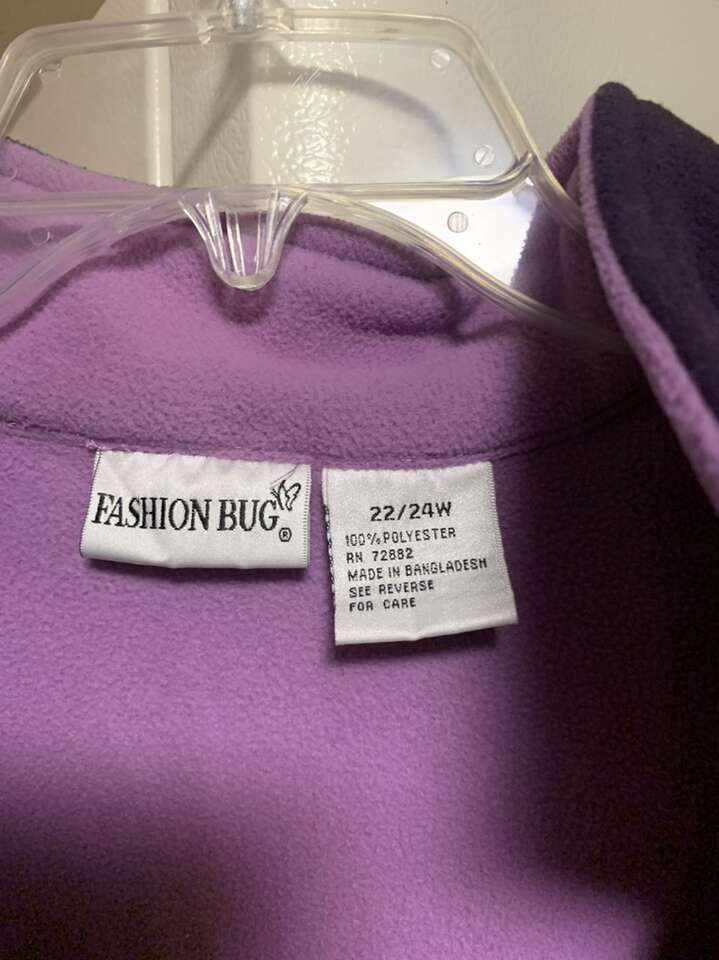 FASHION BUG®
22/24W
100% POLYESTER
RN 72882
MADE IN BANGLADESH
SEE REVERSE
FOR CARE